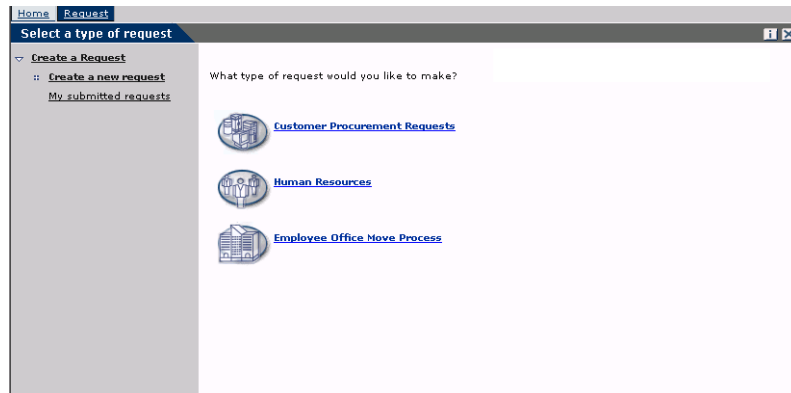 Home Request
Select a type of request
Create a Request
Create a new request
My submitted requests
What type of request would you like to make?
Customer Procurement Requests
Human Resources
Employee Office Move Process